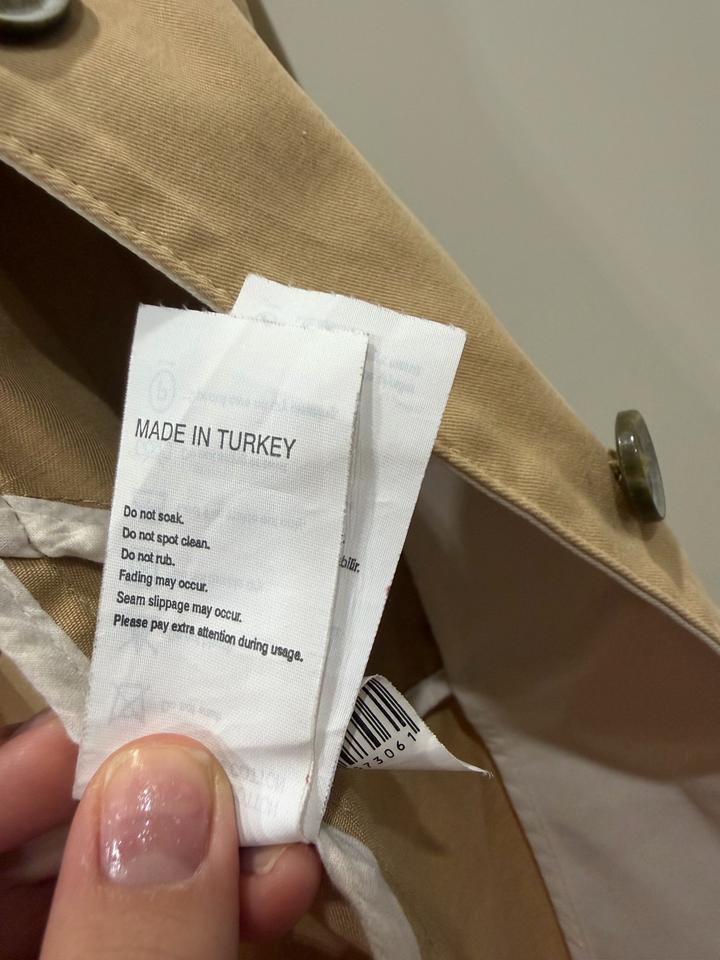 MADE IN TURKEY
Do not soak.
Do not spot clean.
Do not rub.
Fading may occur.
Seam slippage may occur.
Please pay extra attention during usage.
73061